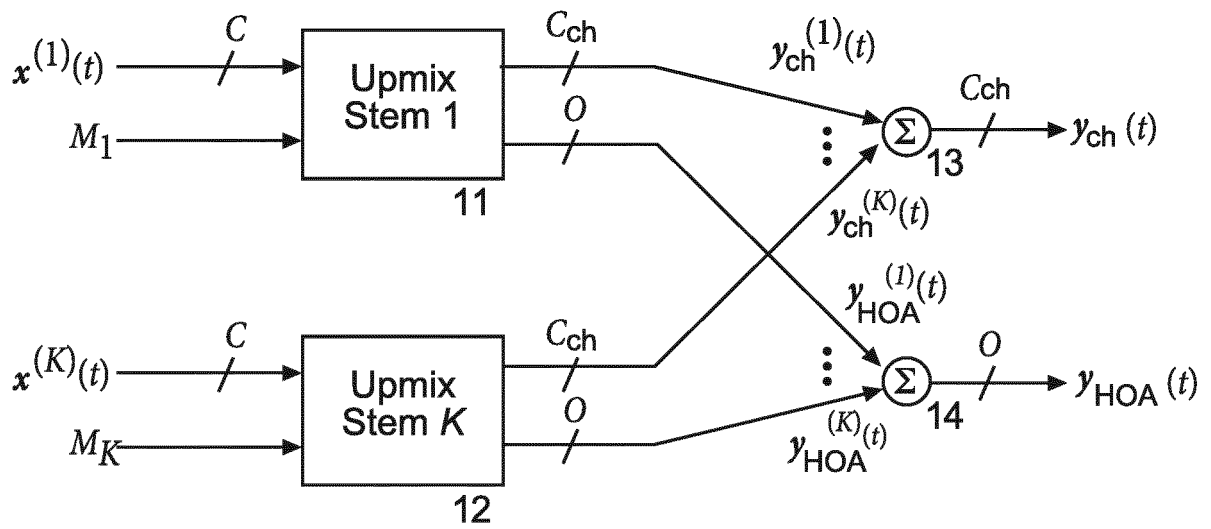 x^(1)(t)
C
Upmix
Stem 1
11
C_ch
O
y_ch^(1)(t)
Σ
13
C_ch
y_ch (t)
M_1
y_ch^(K)(t)
y_HOA^(1)(t)
x^(K)(t)
C
Upmix
Stem K
12
C_ch
O
Σ
14
O
y_HOA (t)
M_K
y_HOA^(K)(t)